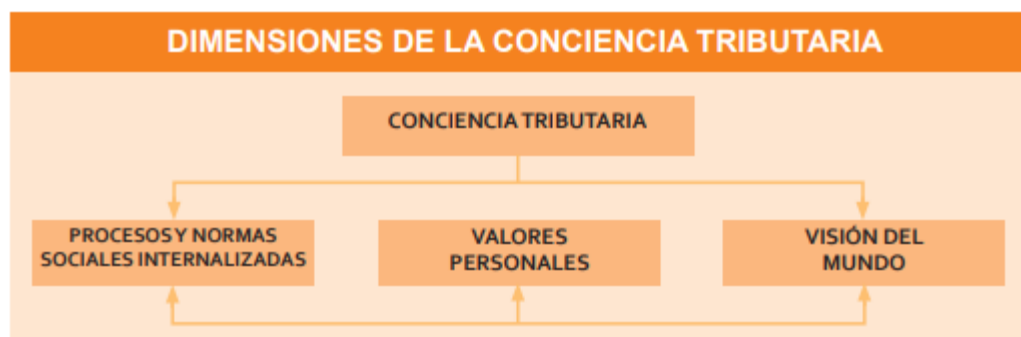 DIMENSIONES DE LA CONCIENCIA TRIBUTARIA
CONCIENCIA TRIBUTARIA
PROCESOS Y NORMAS
SOCIALES INTERNALIZADAS
VALORES
PERSONALES
VISIÓN DEL
MUNDO